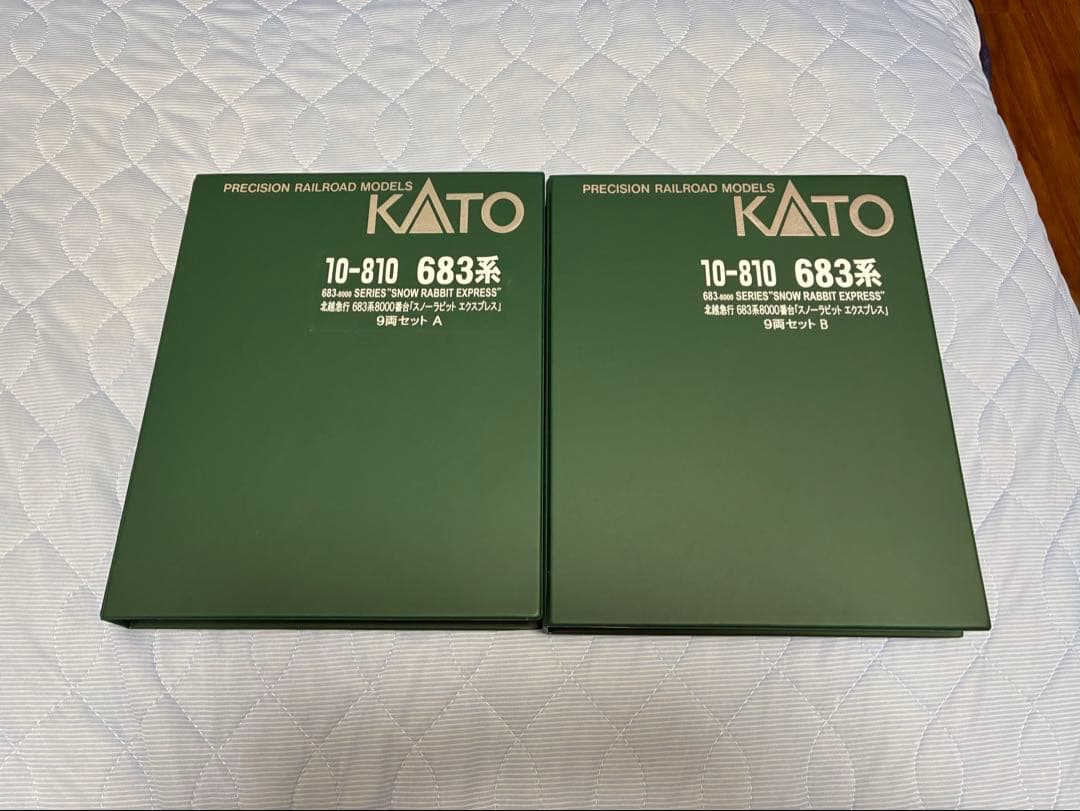 PRECISION RAILROAD MODELS
KATO
10-810 683系
683-8000 SERIES"SNOW RABBIT EXPRESS"
北越急行 683系8000番台「スノーラビット エクスプレス」
9両セット A
PRECISION RAILROAD MODELS
KATO
10-810 683系
683-8000 SERIES"SNOW RABBIT EXPRESS"
北越急行 683系8000番台「スノーラビット エクスプレス」
9両セット B